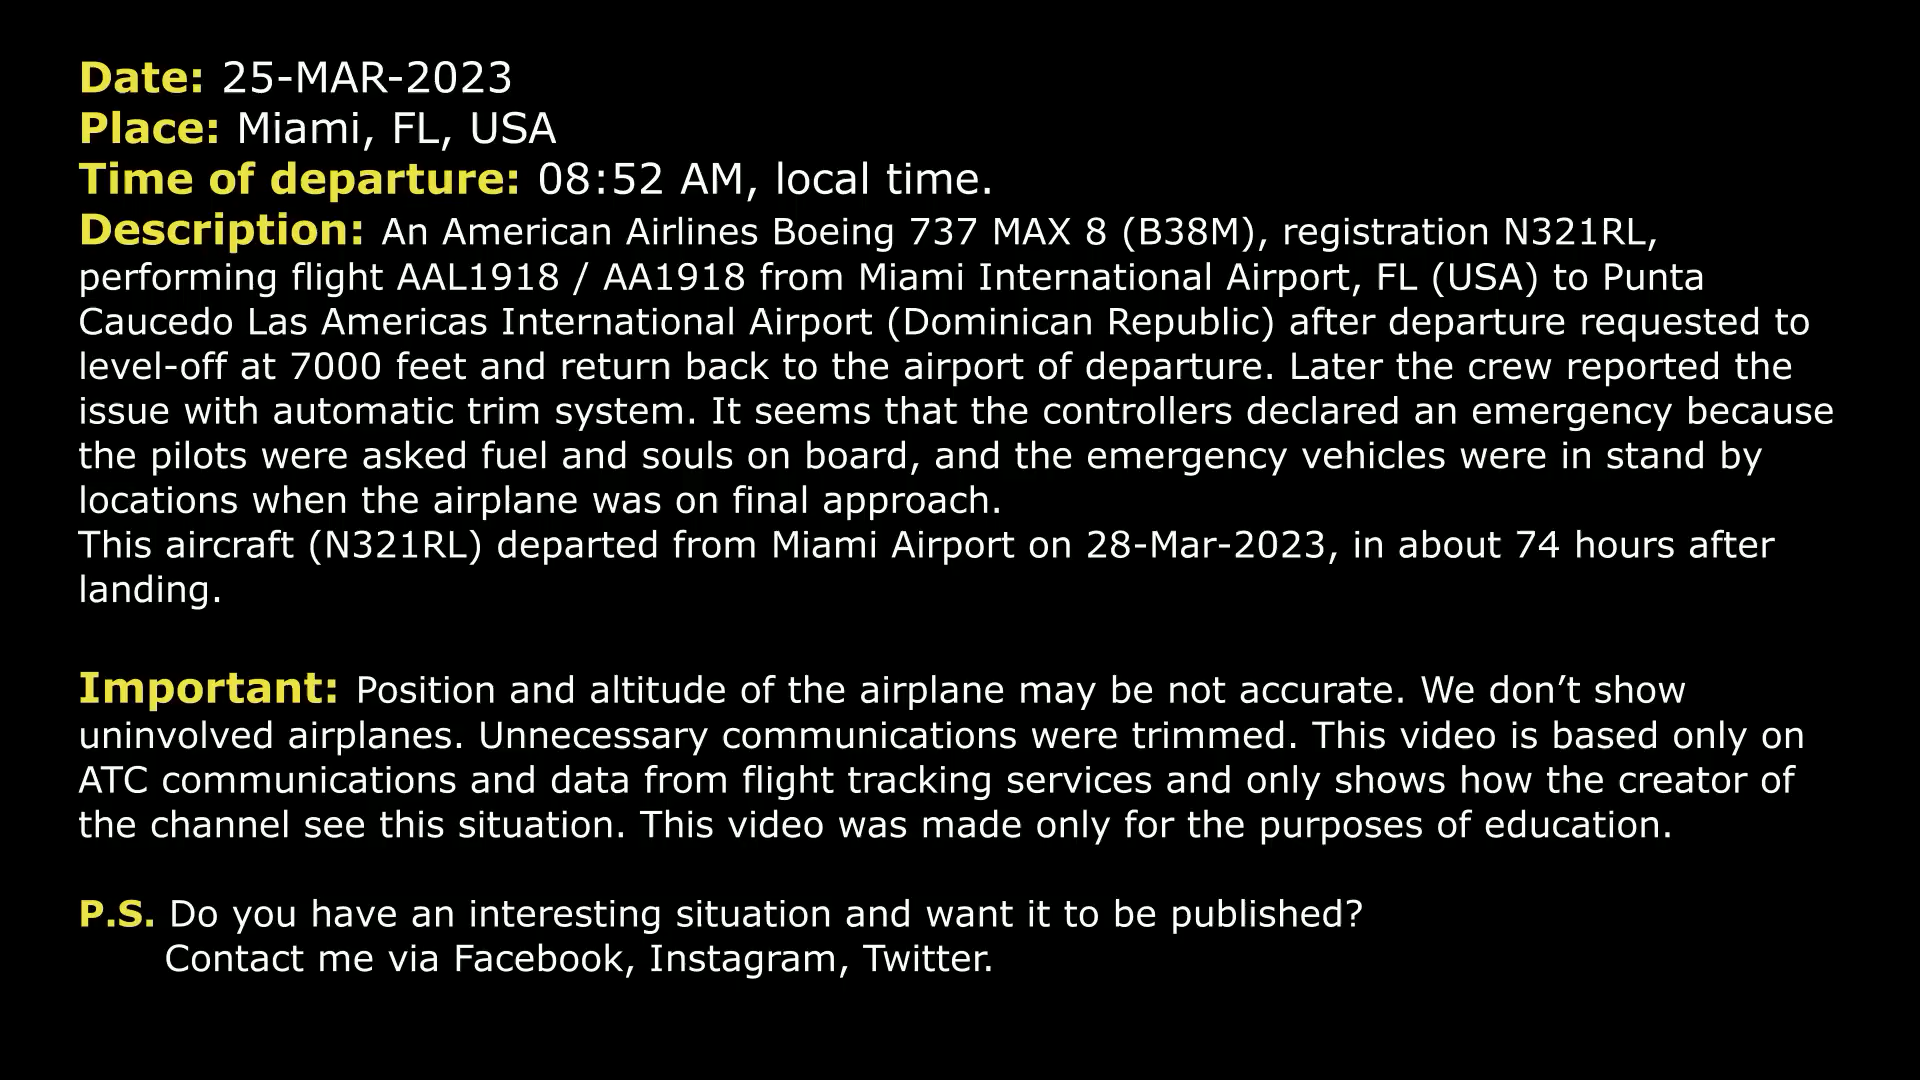 Date: 25-MAR-2023
Place: Miami, FL, USA
Time of departure: 08:52 AM, local time.
Description: An American Airlines Boeing 737 MAX 8 (B38M), registration N321RL,
performing flight AAL1918 / AA1918 from Miami International Airport, FL (USA) to Punta
Caucedo Las Americas International Airport (Dominican Republic) after departure requested to
level-off at 7000 feet and return back to the airport of departure. Later the crew reported the
issue with automatic trim system. It seems that the controllers declared an emergency because
the pilots were asked fuel and souls on board, and the emergency vehicles were in stand by
locations when the airplane was on final approach.
This aircraft (N321RL) departed from Miami Airport on 28-Mar-2023, in about 74 hours after
landing.
Important: Position and altitude of the airplane may be not accurate. We don’t show
uninvolved airplanes. Unnecessary communications were trimmed. This video is based only on
ATC communications and data from flight tracking services and only shows how the creator of
the channel see this situation. This video was made only for the purposes of education.
P.S. Do you have an interesting situation and want it to be published?
Contact me via Facebook, Instagram, Twitter.